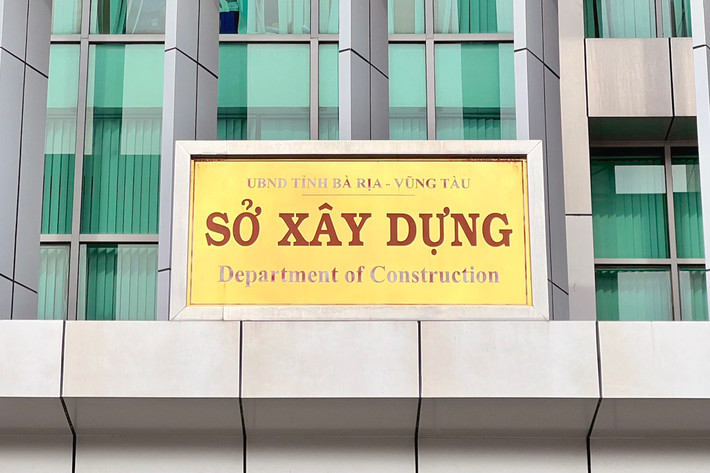 UBND TỈNH BÀ RỊA - VŨNG TÀU
SỞ XÂY DỰNG
Department of Construction